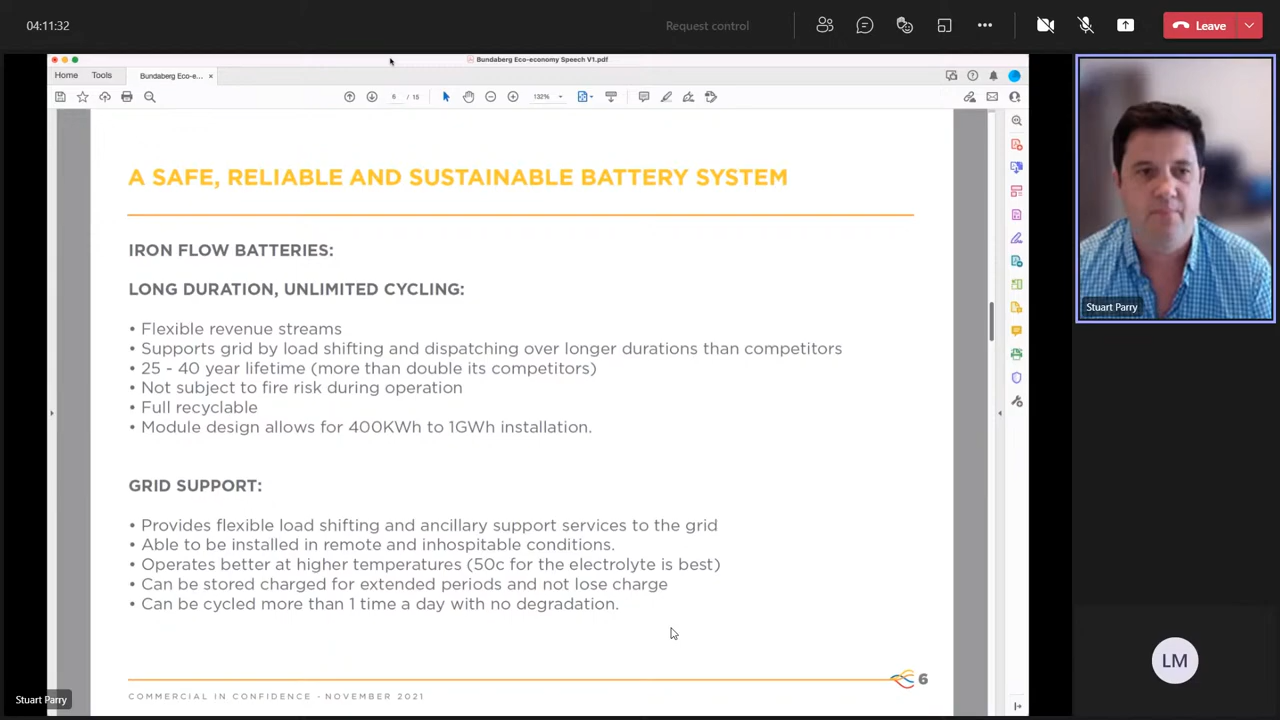 04:11:32
Request control
Leave
Bundaberg Eco-economy Speech V1.pdf
Home
Tools
Bundaberg Eco-e...
6 / 15
132%
A SAFE, RELIABLE AND SUSTAINABLE BATTERY SYSTEM
IRON FLOW BATTERIES:
LONG DURATION, UNLIMITED CYCLING:
• Flexible revenue streams
• Supports grid by load shifting and dispatching over longer durations than competitors
• 25 - 40 year lifetime (more than double its competitors)
• Not subject to fire risk during operation
• Full recyclable
• Module design allows for 400KWh to 1GWh installation.
GRID SUPPORT:
• Provides flexible load shifting and ancillary support services to the grid
• Able to be installed in remote and inhospitable conditions.
• Operates better at higher temperatures (50c for the electrolyte is best)
• Can be stored charged for extended periods and not lose charge
• Can be cycled more than 1 time a day with no degradation.
COMMERCIAL IN CONFIDENCE - NOVEMBER 2021
6
Stuart Parry
Stuart Parry
LM